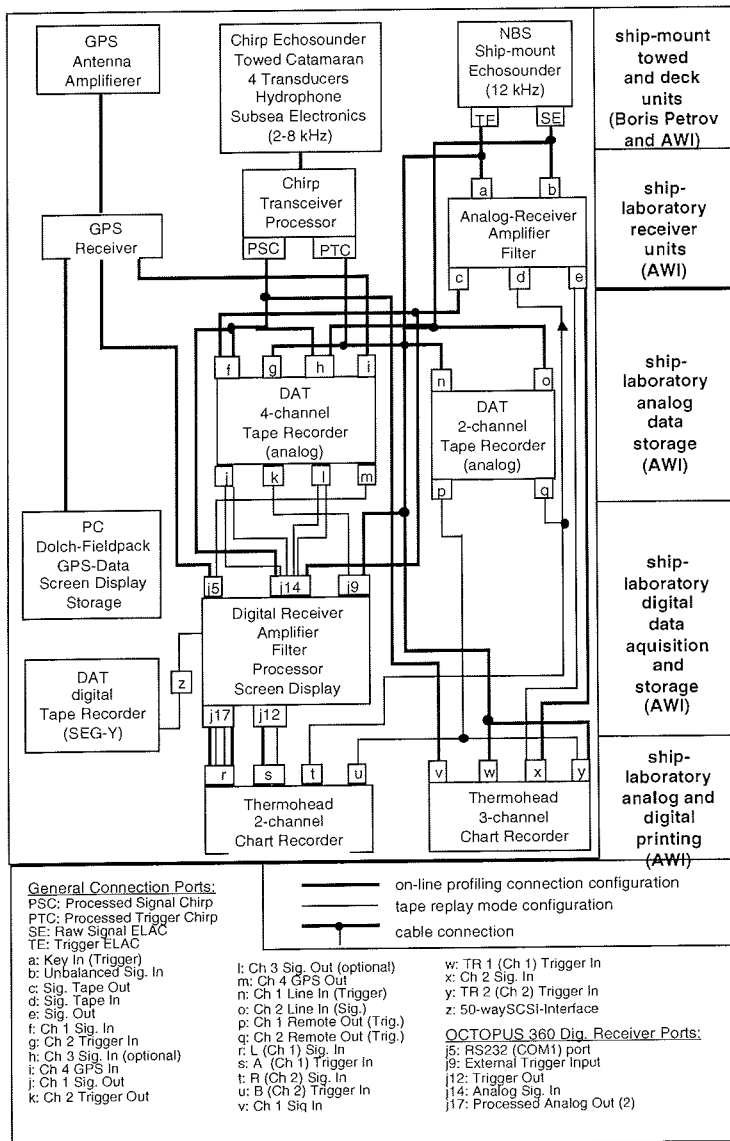 GPS
Antenna
Amplifierer
Chirp Echosounder
Towed Catamaran
4 Transducers
Hydrophone
Subsea Electronics
(2-8 kHz)
NBS
Ship-mount
Echosounder
(12 kHz)
TE
SE
ship-mount
towed
and deck
units
(Boris Petrov
and AWI)
Chirp
Transceiver
Processor
PSC
PTC
a
b
Analog-Receiver
Amplifier
Filter
c
d
e
GPS
Receiver
ship-
laboratory
receiver
units
(AWI)
f
g
h
i
DAT
4-channel
Tape Recorder
(analog)
j
k
l
m
n
o
DAT
2-channel
Tape Recorder
(analog)
p
q
ship-
laboratory
analog
data
storage
(AWI)
PC
Dolch-Fieldpack
GPS-Data
Screen Display
Storage
j5
j14
j9
Digital Receiver
Amplifier
Filter
Processor
Screen Display
j17
j12
z
DAT
digital
Tape Recorder
(SEG-Y)
ship-
laboratory
digital
data
aquisition
and
storage
(AWI)
r
s
t
u
Thermohead
2-channel
Chart Recorder
v
w
x
y
Thermohead
3-channel
Chart Recorder
ship-
laboratory
analog and
digital
printing
(AWI)
on-line profiling connection configuration
tape replay mode configuration
cable connection
General Connection Ports:
PSC: Processed Signal Chirp
PTC: Processed Trigger Chirp
SE: Raw Signal ELAC
TE: Trigger ELAC
a: Key In (Trigger)
b: Unbalanced Sig. In
c: Sig. Tape Out
d: Sig. Tape In
e: Sig. Out
f: Ch 1 Sig. In
g: Ch 2 Trigger In
h: Ch 3 Sig. In (optional)
i: Ch 4 GPS In
j: Ch 1 Sig. Out
k: Ch 2 Trigger Out
l: Ch 3 Sig. Out (optional)
m: Ch 4 GPS Out
n: Ch 1 Line In (Trigger)
o: Ch 2 Line In (Sig.)
p: Ch 1 Remote Out (Trig.)
q: Ch 2 Remote Out (Trig.)
r: L (Ch 1) Sig. In
s: A (Ch 1) Trigger In
t: R (Ch 2) Sig. In
u: B (Ch 2) Trigger In
v: Ch 1 Sig In
w: TR 1 (Ch 1) Trigger In
x: Ch 2 Sig. In
y: TR 2 (Ch 2) Trigger In
z: 50-waySCSI-Interface
OCTOPUS 360 Dig. Receiver Ports:
j5: RS232 (COM1) port
j9: External Trigger Input
j12: Trigger Out
j14: Analog Sig. In
j17: Processed Analog Out (2)